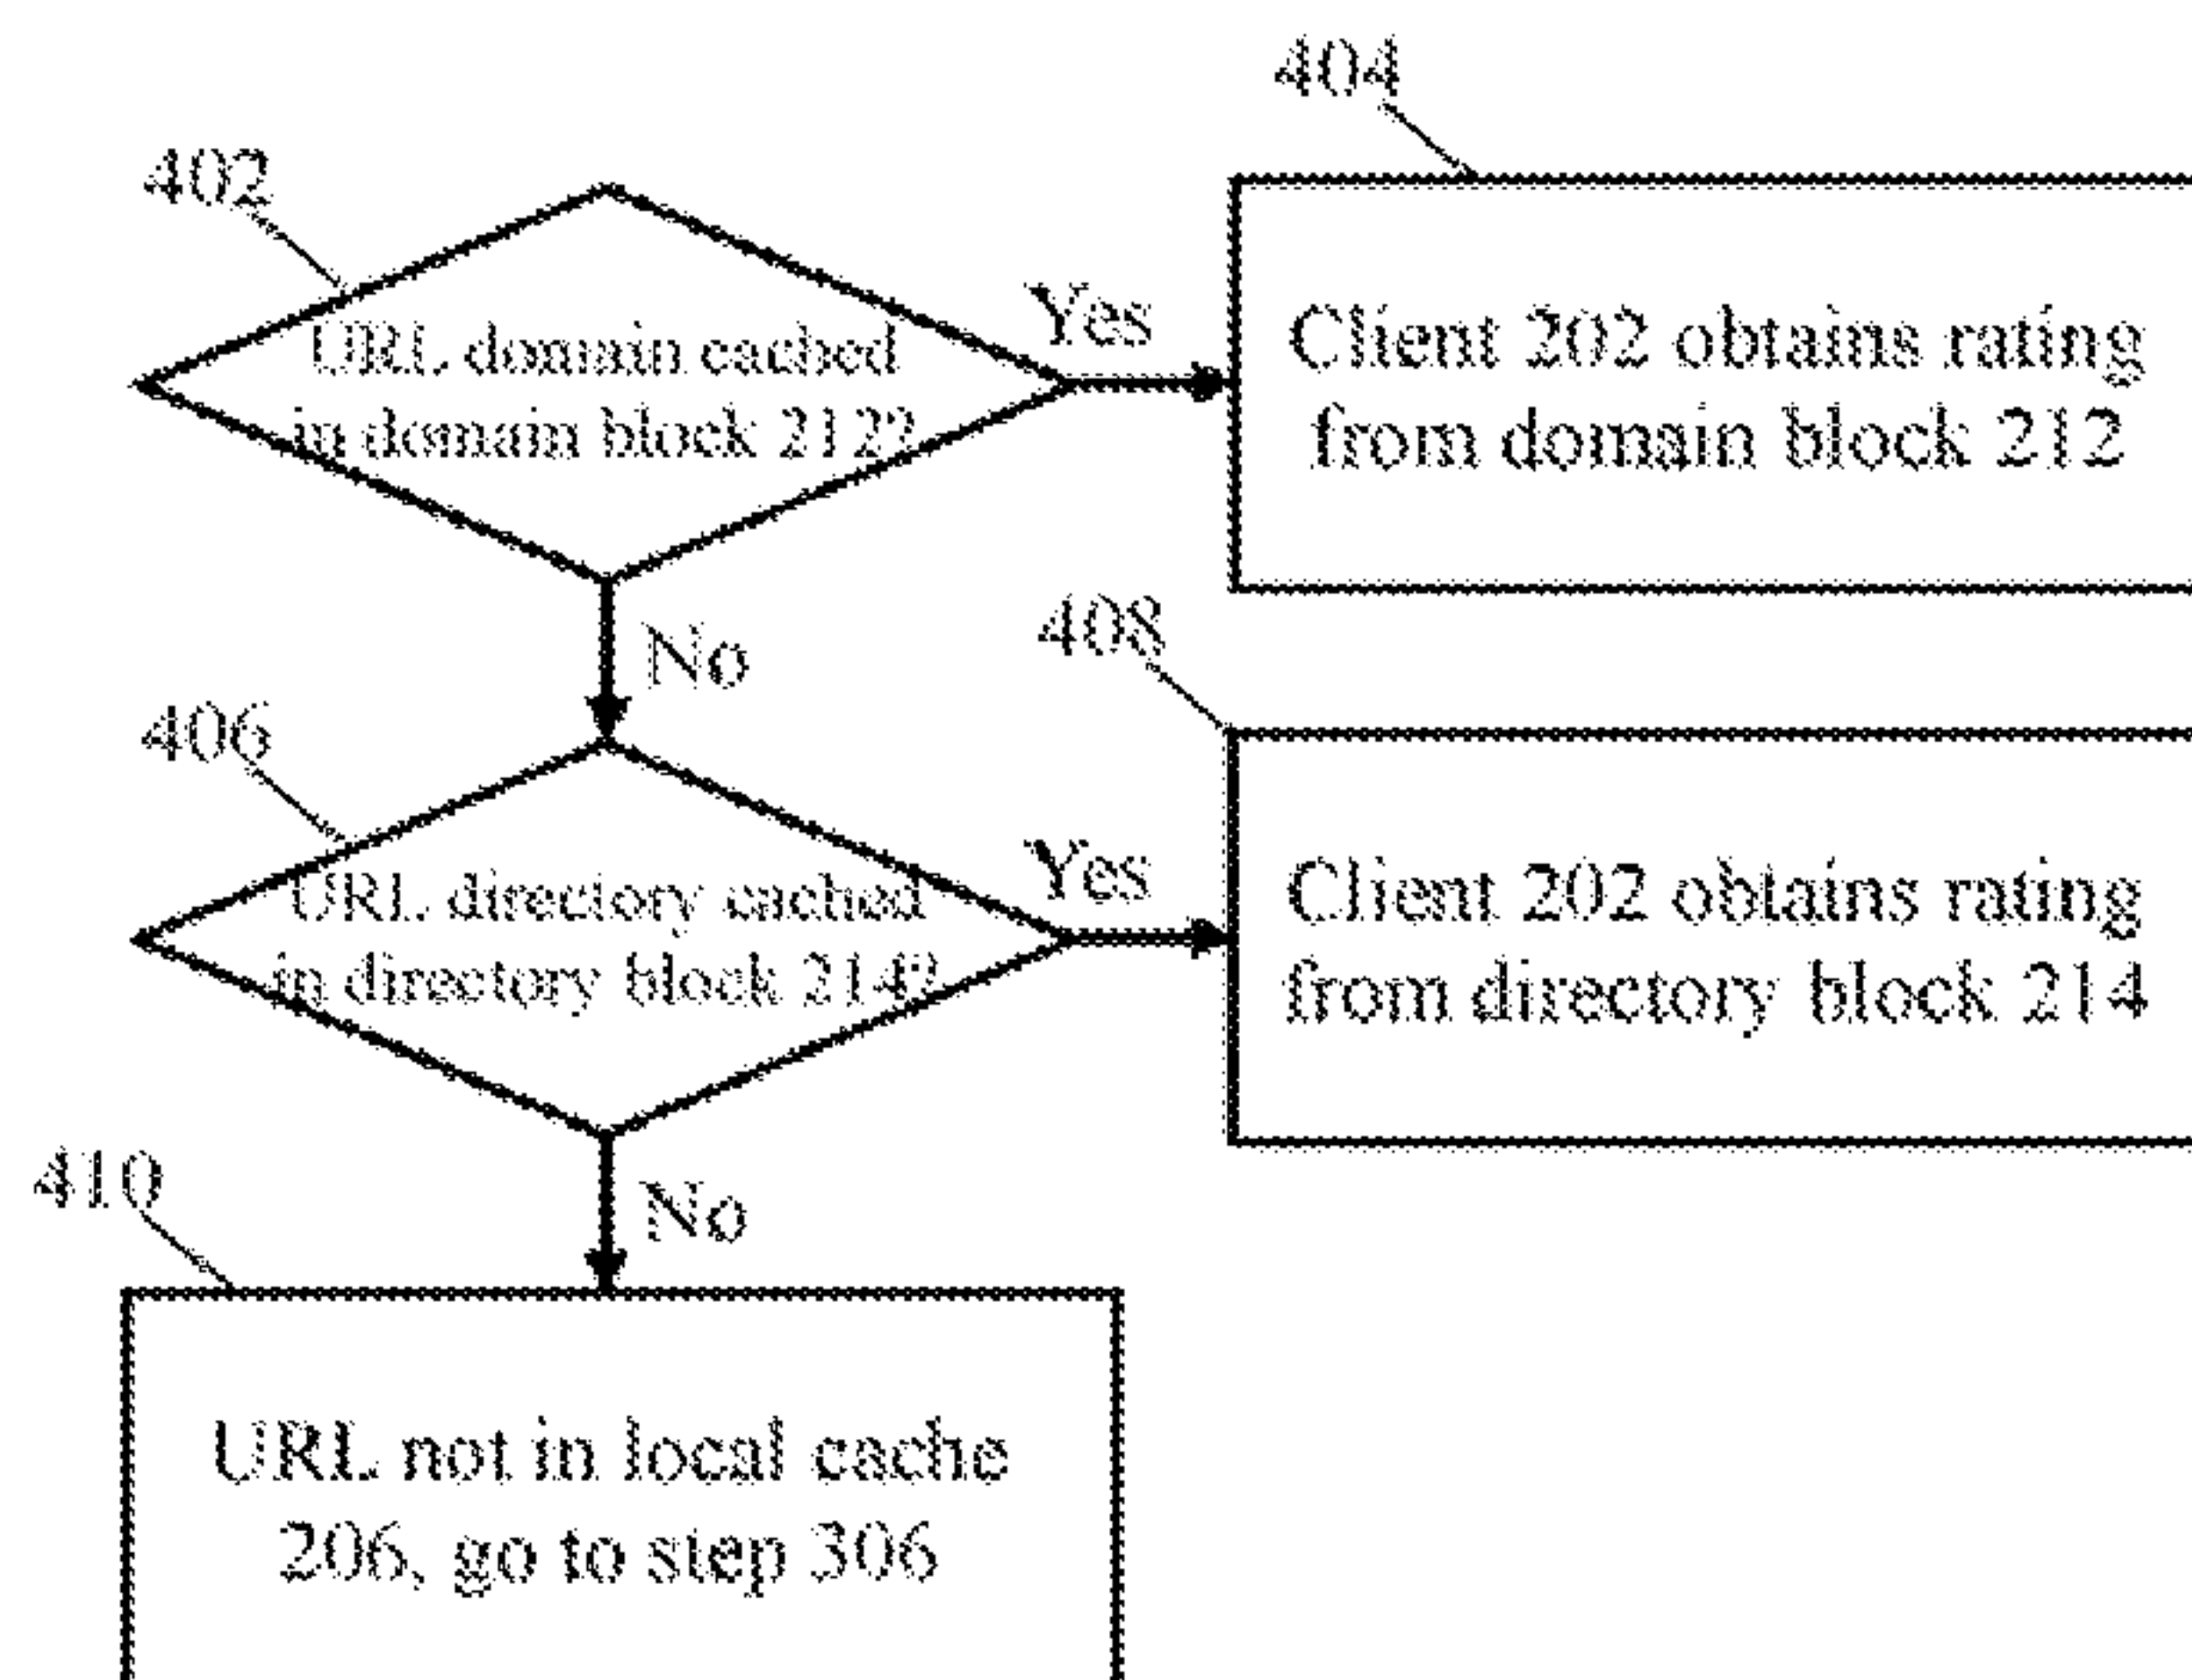 404
402
URL domain cached
in domain block 212?
Yes
Client 202 obtains rating
from domain block 212
No
408
406
URL directory cached
in directory block 214?
Yes
Client 202 obtains rating
from directory block 214
No
410
URL not in local cache
206, go to step 306